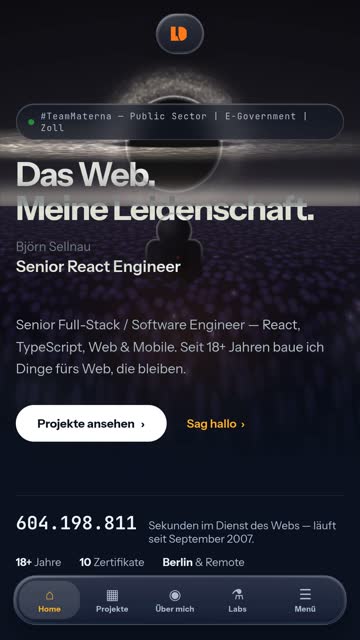 #TeamMaterna — Public Sector | E-Government |
Zoll
Das Web.
Meine Leidenschaft.
Björn Sellnau
Senior React Engineer
Senior Full-Stack / Software Engineer — React,
TypeScript, Web & Mobile. Seit 18+ Jahren baue ich
Dinge fürs Web, die bleiben.
Projekte ansehen ›
Sag hallo ›
604.198.811 Sekunden im Dienst des Webs — läuft
seit September 2007.
18+ Jahre 10 Zertifikate Berlin & Remote
Home Projekte Über mich Labs Menü